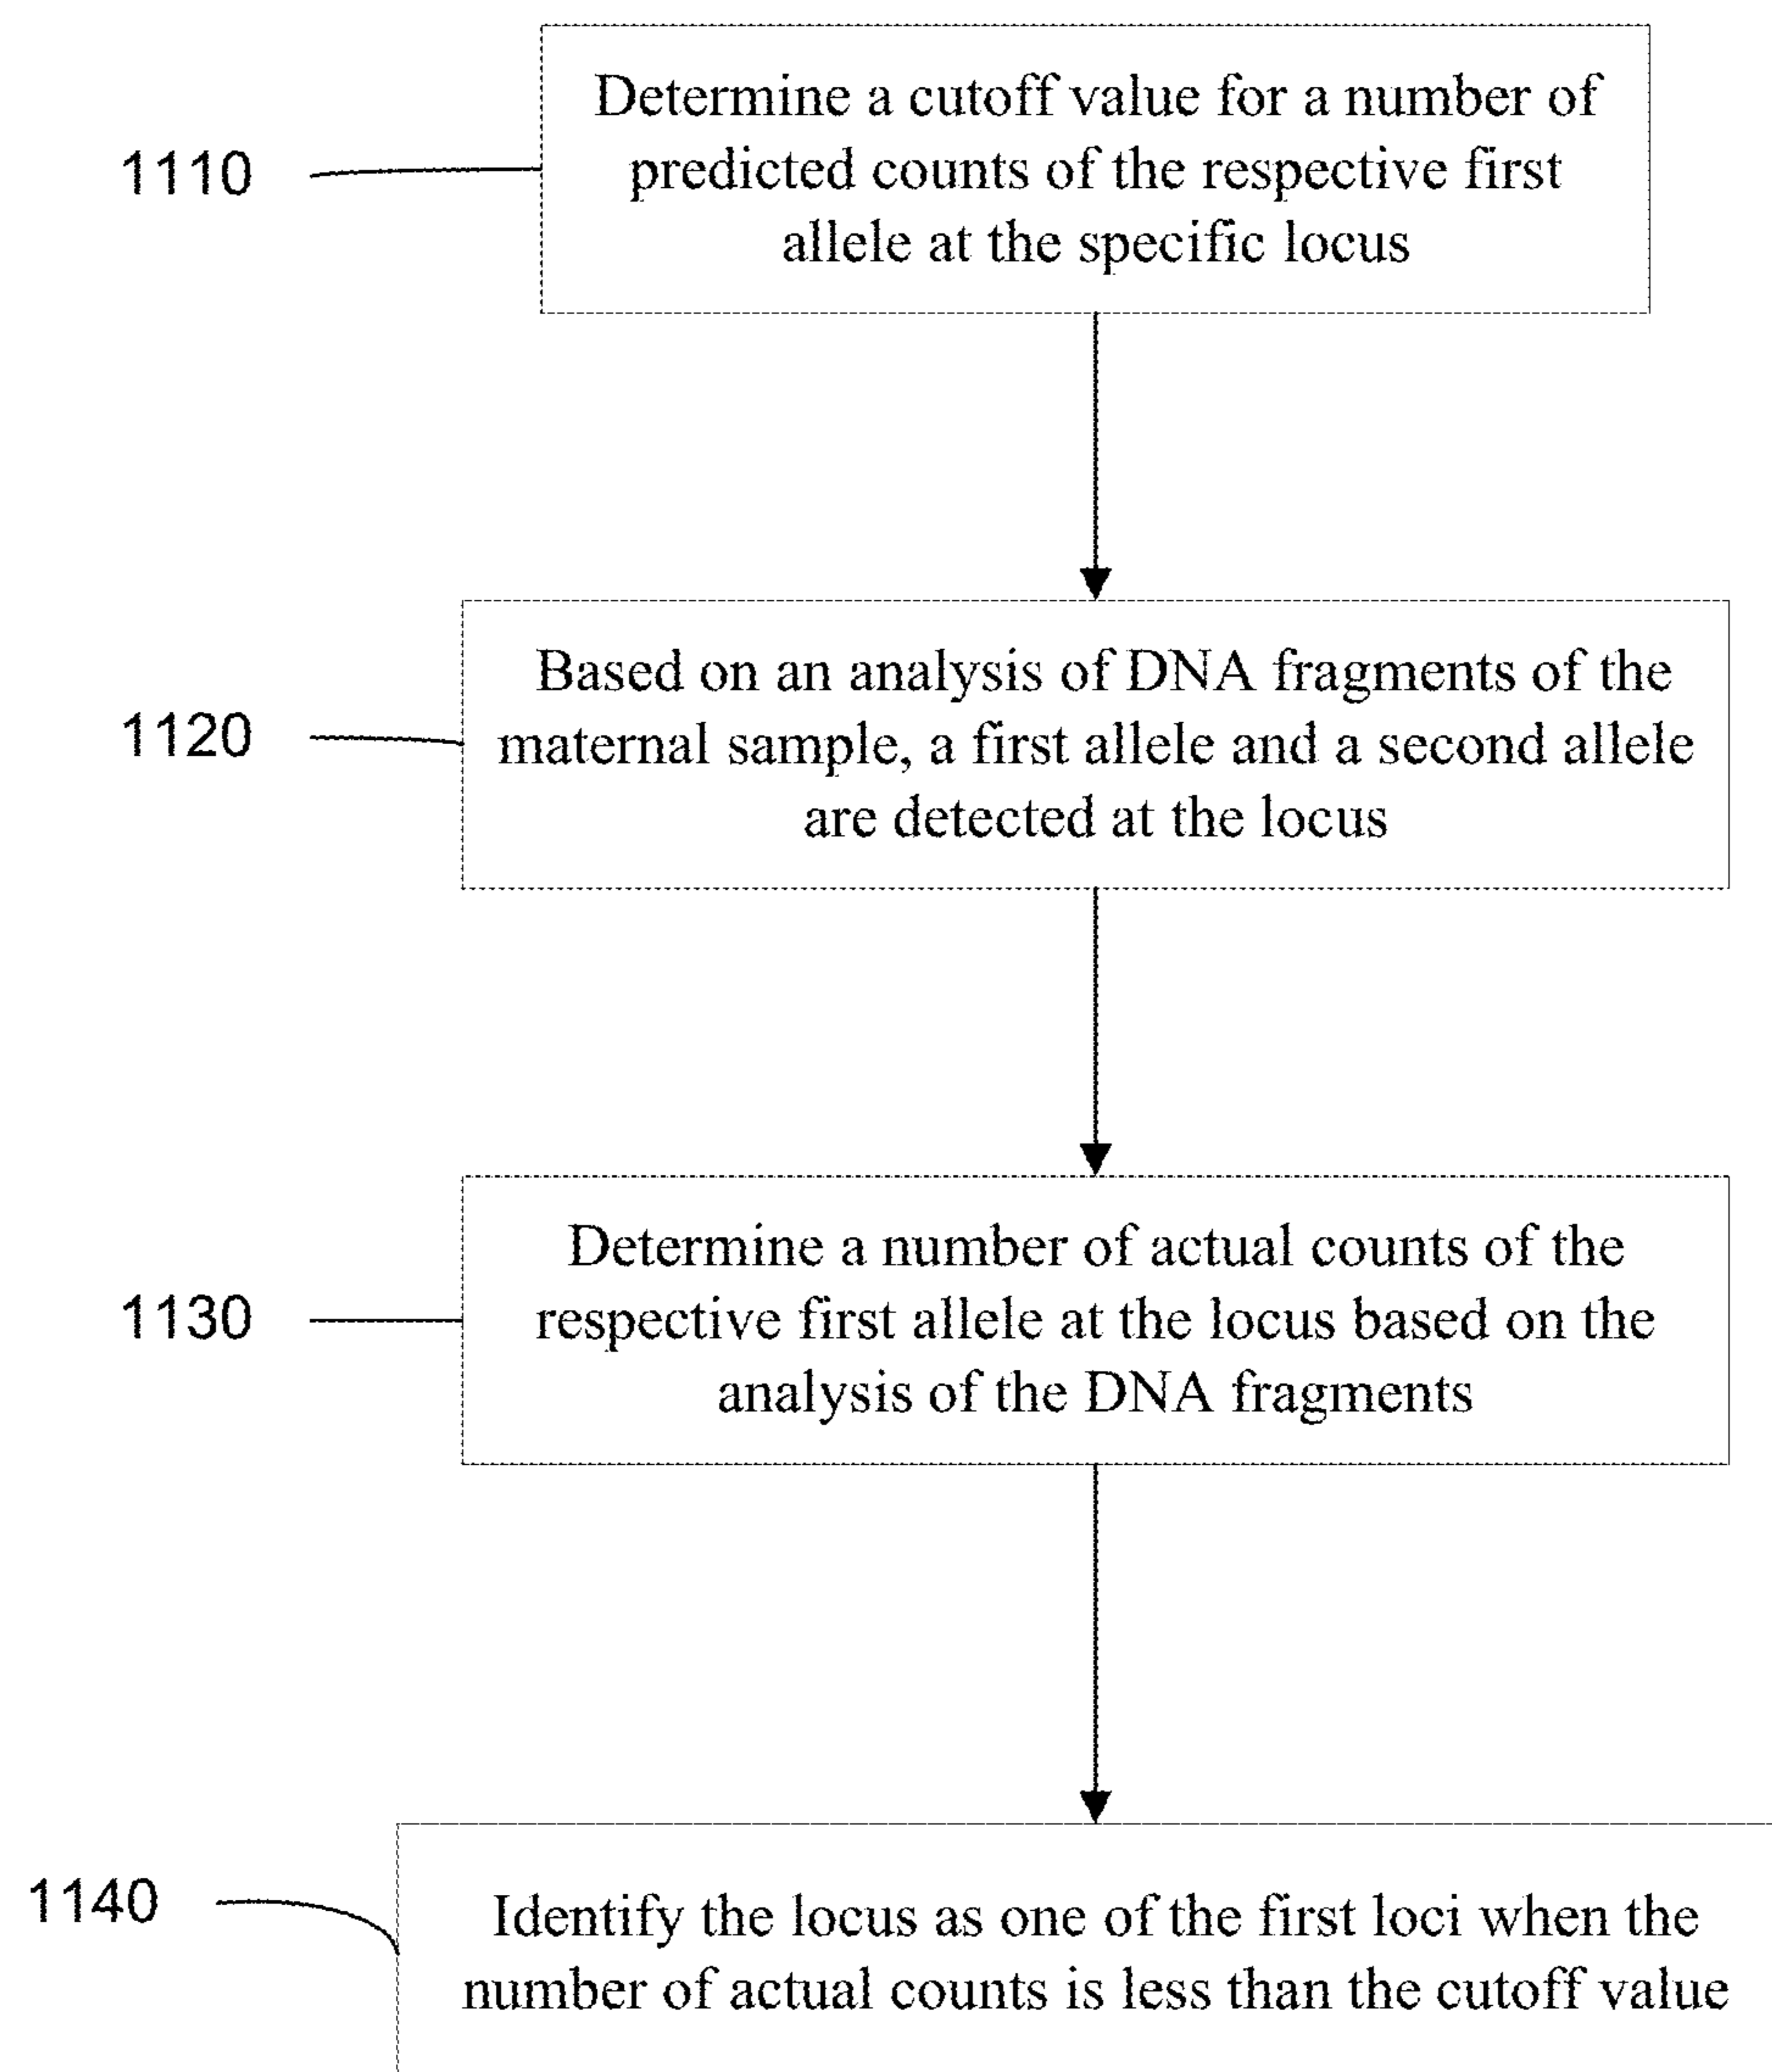 Determine a cutoff value for a number of
predicted counts of the respective first
allele at the specific locus
1110
Based on an analysis of DNA fragments of the
maternal sample, a first allele and a second allele
are detected at the locus
1120
Determine a number of actual counts of the
respective first allele at the locus based on the
analysis of the DNA fragments
1130
Identify the locus as one of the first loci when the
number of actual counts is less than the cutoff value
1140